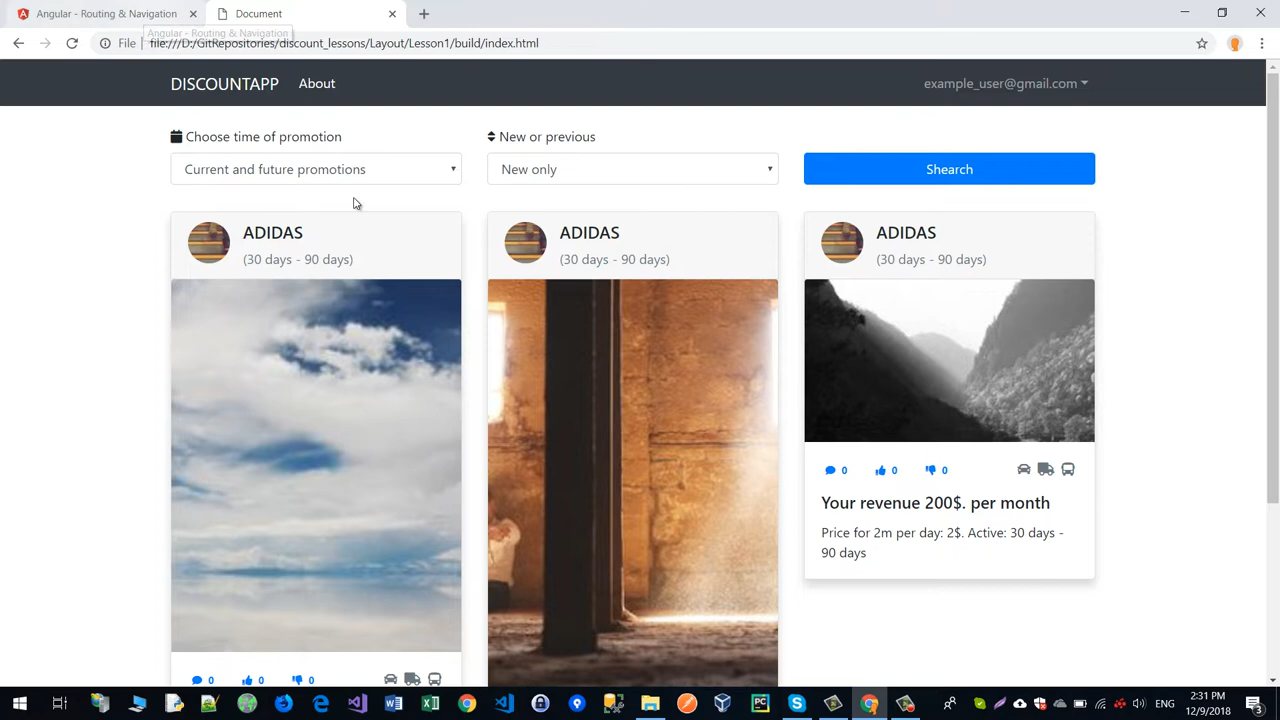 Angular - Routing & Navigation
Document
Angular - Routing & Navigation
File
file:///D:/GitRepositories/discount_lessons/Layout/Lesson1/build/index.html
DISCOUNTAPP
About
example_user@gmail.com
Choose time of promotion
New or previous
Current and future promotions
New only
Shearch
ADIDAS
(30 days - 90 days)
ADIDAS
(30 days - 90 days)
ADIDAS
(30 days - 90 days)
0 0 0
Your revenue 200$. per month
Price for 2m per day: 2$. Active: 30 days -
90 days
0 0 0
ENG
2:31 PM
12/9/2018
3